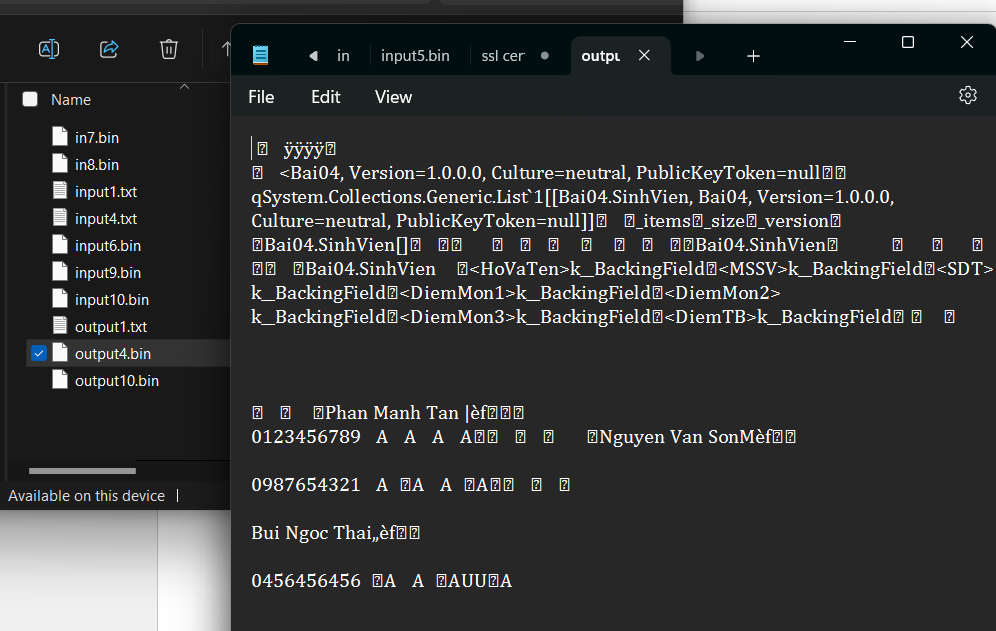 in
input5.bin
ssl cer
outpu
File
Edit
View
Name
in7.bin
in8.bin
input1.txt
input4.txt
input6.bin
input9.bin
input10.bin
output1.txt
output4.bin
output10.bin
Available on this device
ÿÿÿÿ
<Bai04, Version=1.0.0.0, Culture=neutral, PublicKeyToken=null
qSystem.Collections.Generic.List`1[[Bai04.SinhVien, Bai04, Version=1.0.0.0,
Culture=neutral, PublicKeyToken=null]] _items _size _version
Bai04.SinhVien[] Bai04.SinhVien
Bai04.SinhVien <HoVaTen>k__BackingField <MSSV>k__BackingField <SDT>
k__BackingField <DiemMon1>k__BackingField <DiemMon2>
k__BackingField <DiemMon3>k__BackingField <DiemTB>k__BackingField
Phan Manh Tan |èf
0123456789 A A A A Nguyen Van SonMèf
0987654321 A A A A
Bui Ngoc Thai„èf
0456456456 A A AUU A